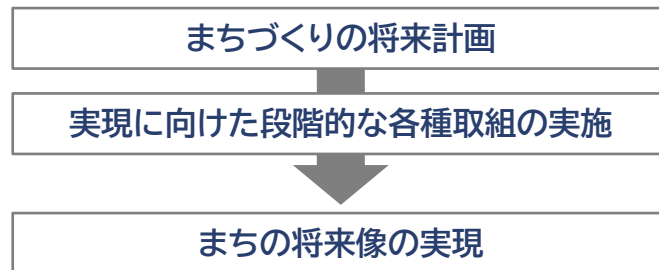 まちづくりの将来計画
実現に向けた段階的な各種取組の実施
まちの将来像の実現